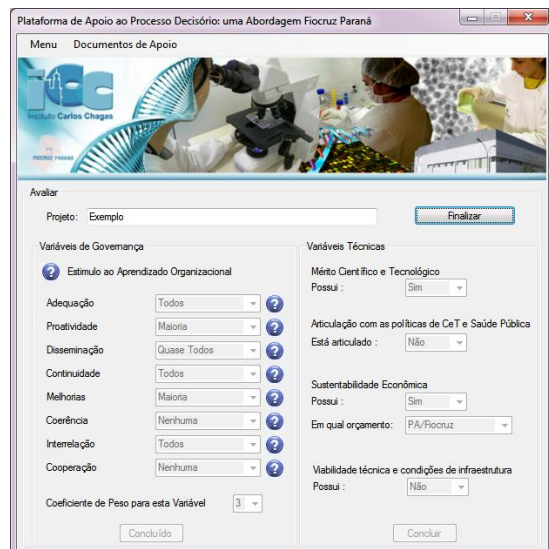 Plataforma de Apoio ao Processo Decisório: uma Abordagem Fiocruz Paraná
Menu Documentos de Apoio
icc
Instituto Carlos Chagas
FIOCRUZ PARANÁ
Avaliar
Projeto: Exemplo Finalizar
Variáveis de Governança
Estimulo ao Aprendizado Organizacional
Adequação Todos
Proatividade Maioria
Disseminação Quase Todos
Continuidade Todos
Melhorias Maioria
Coerência Nenhuma
Interrelação Todos
Cooperação Nenhuma
Coeficiente de Peso para esta Variável 3
Concluído
Variáveis Técnicas
Mérito Científico e Tecnológico
Possui : Sim
Articulação com as políticas de CeT e Saúde Pública
Está articulado : Não
Sustentabilidade Econômica
Possui : Sim
Em qual orçamento: PA/Fiocruz
Viabilidade técnica e condições de infraestrutura
Possui : Não
Concluir